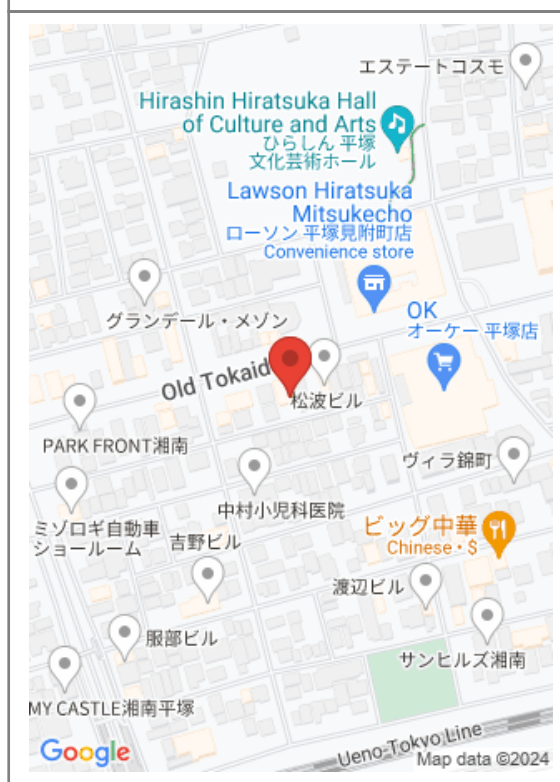 エステートコスモ
Hirashin Hiratsuka Hall
of Culture and Arts
ひらしん 平塚
文化芸術ホール
Lawson Hiratsuka
Mitsukecho
ローソン 平塚見附町店
Convenience store
グランデール・メゾン
OK
オーケー 平塚店
Old Tokaid
松波ビル
PARK FRONT湘南
ヴィラ錦町
中村小児科医院
ミゾロギ自動車
ショールーム
吉野ビル
ビッグ中華
Chinese • $
渡辺ビル
服部ビル
サンヒルズ湘南
MY CASTLE湘南平塚
Ueno-Tokyo Line
Google
Map data ©2024